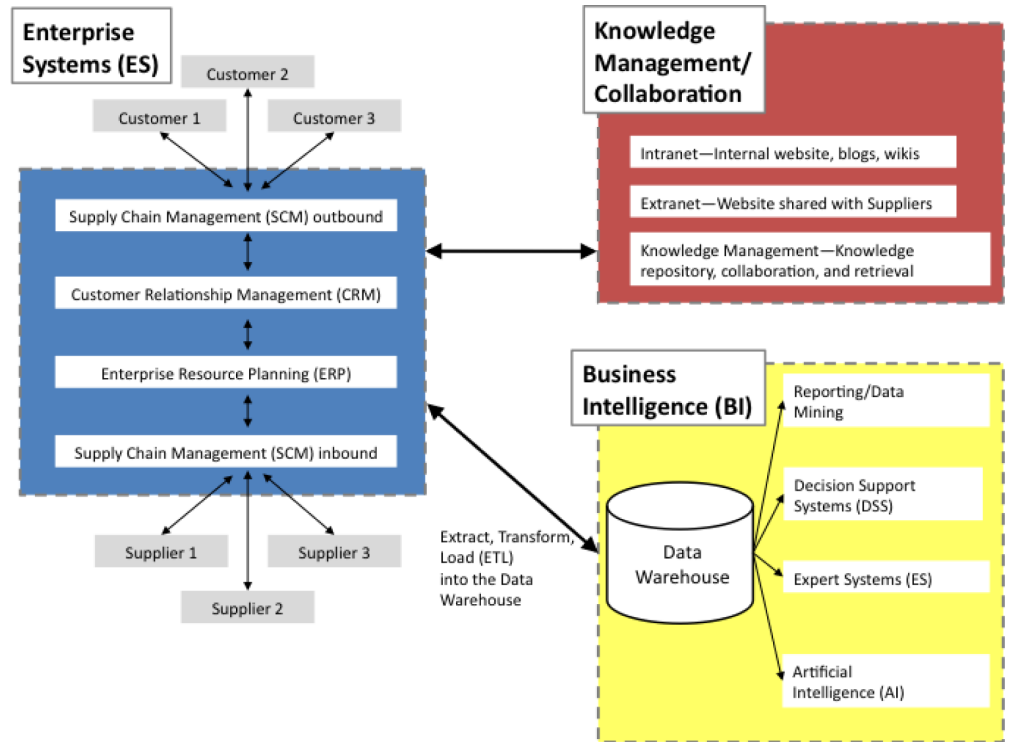 Enterprise
Systems (ES)
Customer 2
Customer 1
Customer 3
Supply Chain Management (SCM) outbound
Customer Relationship Management (CRM)
Enterprise Resource Planning (ERP)
Supply Chain Management (SCM) inbound
Supplier 1
Supplier 3
Supplier 2
Knowledge
Management/
Collaboration
Intranet—Internal website, blogs, wikis
Extranet—Website shared with Suppliers
Knowledge Management—Knowledge
repository, collaboration, and retrieval
Extract, Transform,
Load (ETL)
into the Data
Warehouse
Business
Intelligence (BI)
Data
Warehouse
Reporting/Data
Mining
Decision Support
Systems (DSS)
Expert Systems (ES)
Artificial
Intelligence (AI)